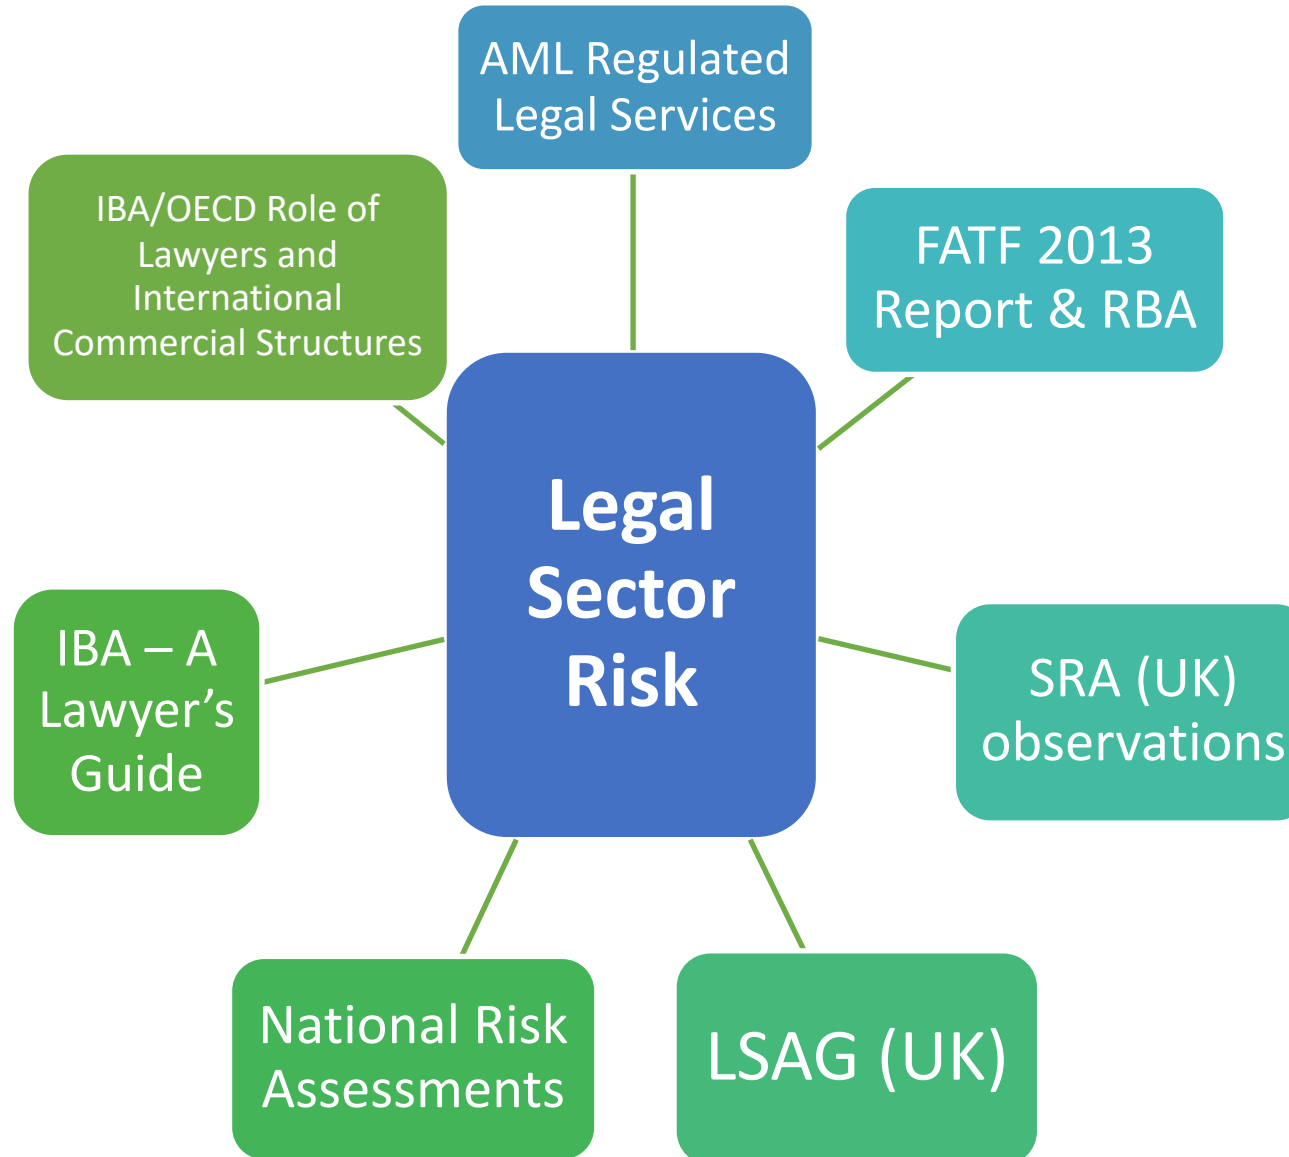 AML Regulated
Legal Services
IBA/OECD Role of
Lawyers and
International
Commercial Structures
FATF 2013
Report & RBA
Legal
Sector
Risk
IBA – A
Lawyer’s
Guide
SRA (UK)
observations
National Risk
Assessments
LSAG (UK)